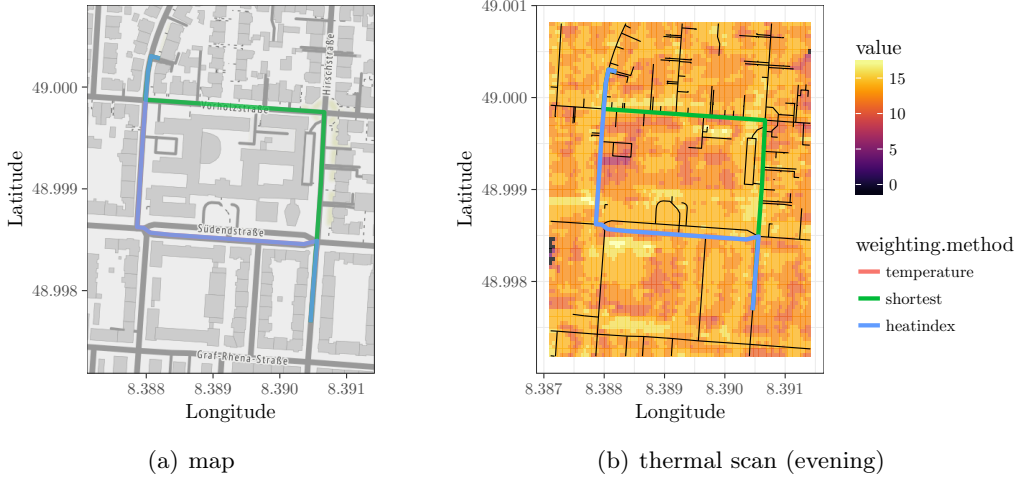 49.001
49.000
48.999
48.998
Latitude
8.388
8.389
8.390
8.391
Longitude
Vorholzstraße
Hirschstraße
Südendstraße
Graf-Rhena-Straße
(a) map
49.001
49.000
48.999
48.998
Latitude
8.387
8.388
8.389
8.390
8.391
Longitude
(b) thermal scan (evening)
value
15
10
5
0
weighting.method
temperature
shortest
heatindex